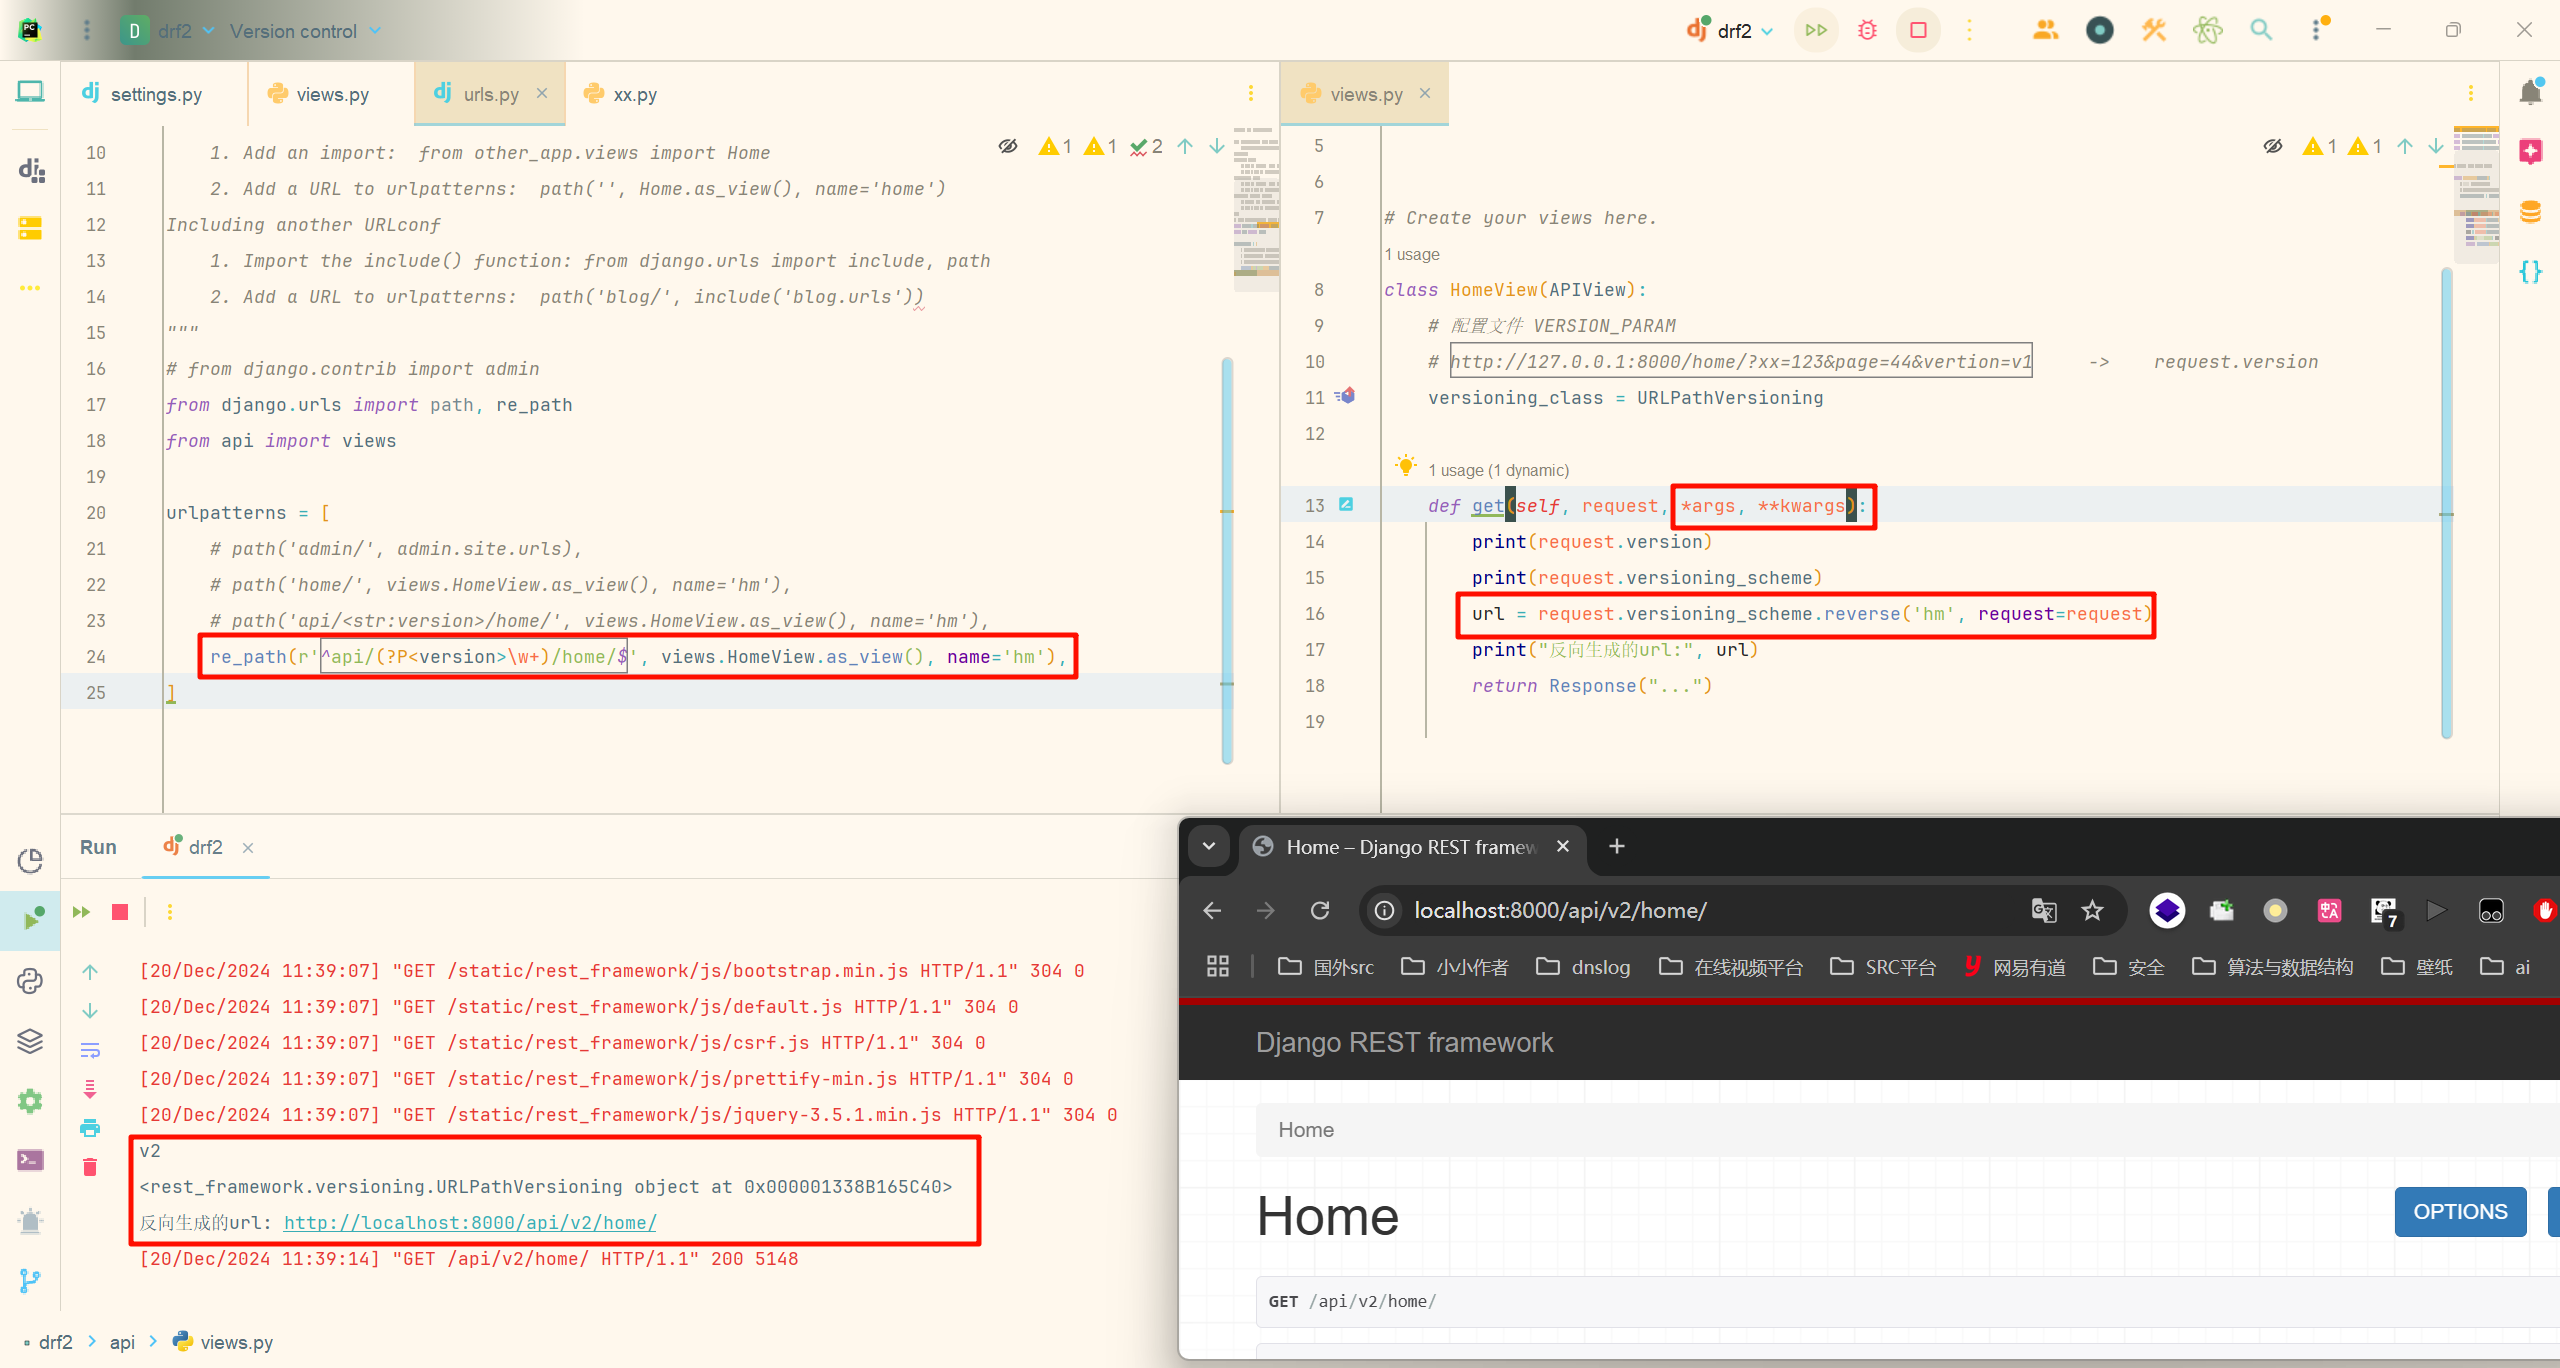 D drf2 Version control drf2
settings.py views.py urls.py xx.py
10 1. Add an import:  from other_app.views import Home
11 2. Add a URL to urlpatterns:  path('', Home.as_view(), name='home')
12 Including another URLconf
13 1. Import the include() function: from django.urls import include, path
14 2. Add a URL to urlpatterns:  path('blog/', include('blog.urls'))
15 """
16 # from django.contrib import admin
17 from django.urls import path, re_path
18 from api import views
19
20 urlpatterns = [
21 # path('admin/', admin.site.urls),
22 # path('home/', views.HomeView.as_view(), name='hm'),
23 # path('api/<str:version>/home/', views.HomeView.as_view(), name='hm'),
24 re_path(r'^api/(?P<version>\w+)/home/$', views.HomeView.as_view(), name='hm'),
25 ]
1 1 2
views.py
1 1
5
6
7 # Create your views here.
1 usage
8 class HomeView(APIView):
9 # 配置文件 VERSION_PARAM
10 # http://127.0.0.1:8000/home/?xx=123&page=44&vertion=v1 -> request.version
11 versioning_class = URLPathVersioning
12
1 usage (1 dynamic)
13 def get(self, request, *args, **kwargs):
14 print(request.version)
15 print(request.versioning_scheme)
16 url = request.versioning_scheme.reverse('hm', request=request)
17 print("反向生成的url:", url)
18 return Response("...")
19
Run drf2
[20/Dec/2024 11:39:07] "GET /static/rest_framework/js/bootstrap.min.js HTTP/1.1" 304 0
[20/Dec/2024 11:39:07] "GET /static/rest_framework/js/default.js HTTP/1.1" 304 0
[20/Dec/2024 11:39:07] "GET /static/rest_framework/js/csrf.js HTTP/1.1" 304 0
[20/Dec/2024 11:39:07] "GET /static/rest_framework/js/prettify-min.js HTTP/1.1" 304 0
[20/Dec/2024 11:39:07] "GET /static/rest_framework/js/jquery-3.5.1.min.js HTTP/1.1" 304 0
v2
<rest_framework.versioning.URLPathVersioning object at 0x000001338B165C40>
反向生成的url: http://localhost:8000/api/v2/home/
[20/Dec/2024 11:39:14] "GET /api/v2/home/ HTTP/1.1" 200 5148
drf2 > api > views.py
Home – Django REST framew
localhost:8000/api/v2/home/
7
国外src 小小作者 dnslog 在线视频平台 SRC平台 网易有道 安全 算法与数据结构 壁纸 ai
Django REST framework
Home
Home
OPTIONS
GET /api/v2/home/